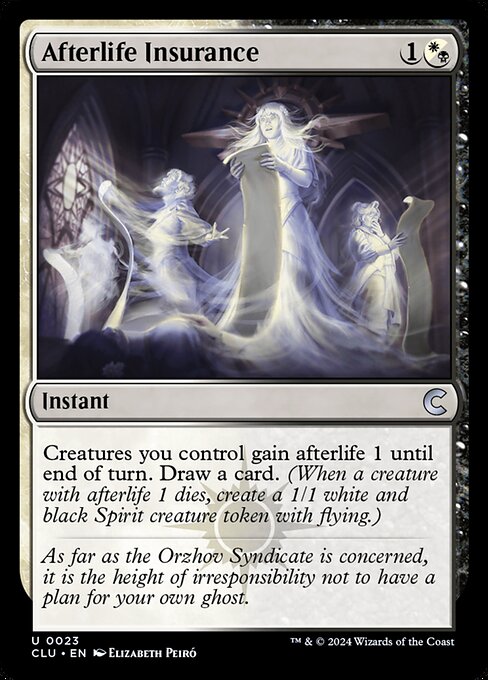 Afterlife Insurance 1
Instant
Creatures you control gain afterlife 1 until
end of turn. Draw a card. (When a creature
with afterlife 1 dies, create a 1/1 white and
black Spirit creature token with flying.)
As far as the Orzhov Syndicate is concerned,
it is the height of irresponsibility not to have a
plan for your own ghost.
U 0023
CLU • EN Elizabeth Peiró
™ & © 2024 Wizards of the Coast